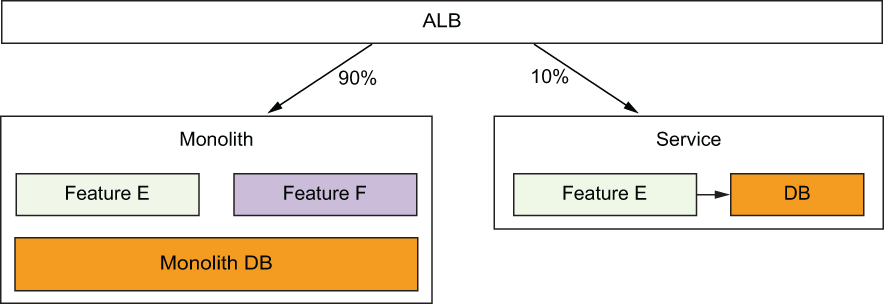 ALB
90%
10%
Monolith
Service
Feature E
Feature F
Feature E
DB
Monolith DB